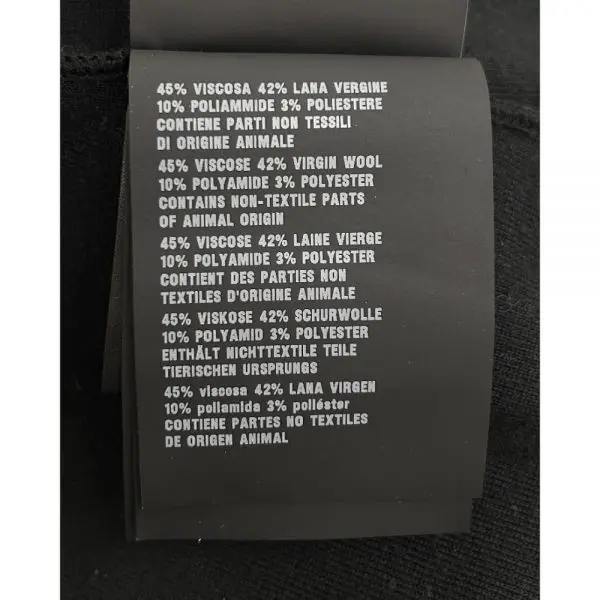 45% VISCOSA 42% LANA VERGINE
10% POLIAMMIDE 3% POLIESTERE
CONTIENE PARTI NON TESSILI
DI ORIGINE ANIMALE
45% VISCOSE 42% VIRGIN WOOL
10% POLYAMIDE 3% POLYESTER
CONTAINS NON-TEXTILE PARTS
OF ANIMAL ORIGIN
45% VISCOSE 42% LAINE VIERGE
10% POLYAMIDE 3% POLYESTER
CONTIENT DES PARTIES NON
TEXTILES D'ORIGINE ANIMALE
45% VISKOSE 42% SCHURWOLLE
10% POLYAMID 3% POLYESTER
ENTHÄLT NICHTTEXTILE TEILE
TIERISCHEN URSPRUNGS
45% viscosa 42% LANA VIRGEN
10% poliamida 3% poliéster
CONTIENE PARTES NO TEXTILES
DE ORIGEN ANIMAL